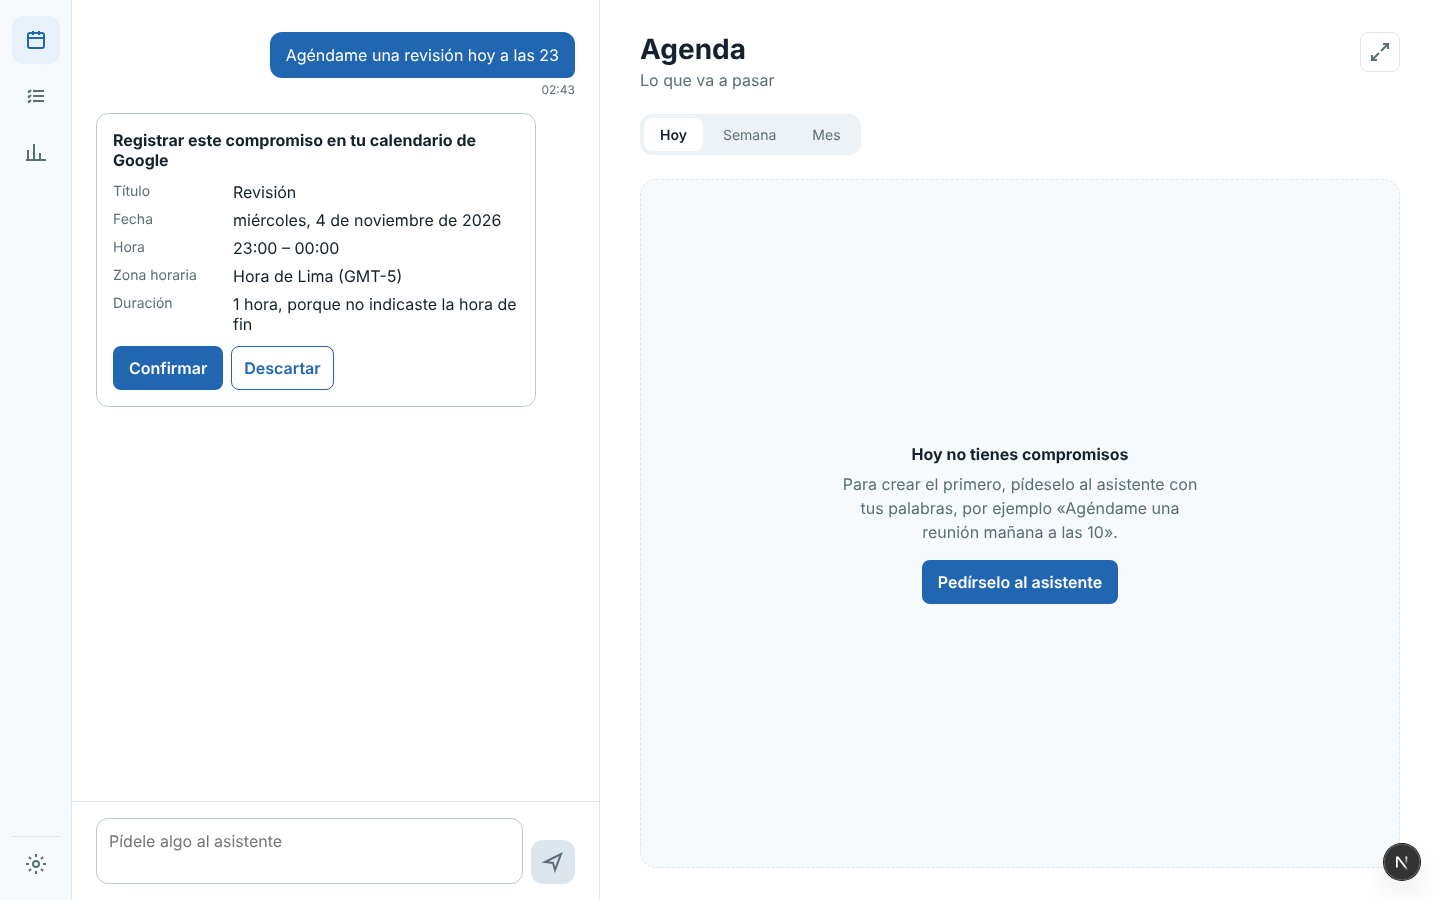 Agéndame una revisión hoy a las 23
02:43
Registrar este compromiso en tu calendario de
Google
Título
Revisión
Fecha
miércoles, 4 de noviembre de 2026
Hora
23:00 – 00:00
Zona horaria
Hora de Lima (GMT-5)
Duración
1 hora, porque no indicaste la hora de
fin
Confirmar
Descartar
Pídele algo al asistente
Agenda
Lo que va a pasar
Hoy
Semana
Mes
Hoy no tienes compromisos
Para crear el primero, pídeselo al asistente con
tus palabras, por ejemplo «Agéndame una
reunión mañana a las 10».
Pedírselo al asistente
N